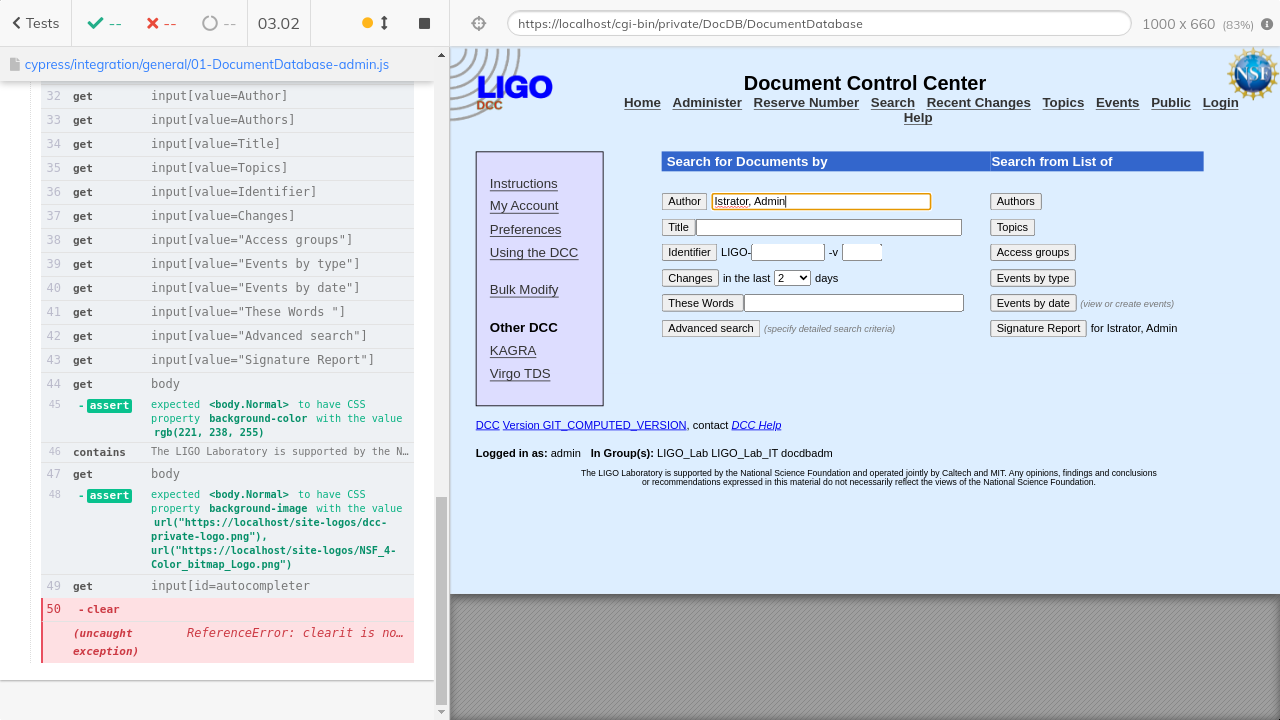 Tests
--
--
--
03.02
https://localhost/cgi-bin/private/DocDB/DocumentDatabase
1000 x 660 (83%)
cypress/integration/general/01-DocumentDatabase-admin.js
32 get input[value=Author]
33 get input[value=Authors]
34 get input[value=Title]
35 get input[value=Topics]
36 get input[value=Identifier]
37 get input[value=Changes]
38 get input[value="Access groups"]
39 get input[value="Events by type"]
40 get input[value="Events by date"]
41 get input[value="These Words "]
42 get input[value="Advanced search"]
43 get input[value="Signature Report"]
44 get body
45 -assert expected <body.Normal> to have CSS
property background-color with the value
rgb(221, 238, 255)
46 contains The LIGO Laboratory is supported by the N…
47 get body
48 -assert expected <body.Normal> to have CSS
property background-image with the value
url("https://localhost/site-logos/dcc-
private-logo.png"),
url("https://localhost/site-logos/NSF_4-
Color_bitmap_Logo.png")
49 get input[id=autocompleter
50 -clear
(uncaught ReferenceError: clearit is no…
exception)
LIGO
DCC
Document Control Center
NSF
Home Administer Reserve Number Search Recent Changes Topics Events Public Login
Help
Instructions
My Account
Preferences
Using the DCC
Bulk Modify
Other DCC
KAGRA
Virgo TDS
Search for Documents by Search from List of
Author Istrator, Admin Authors
Title Topics
Identifier LIGO- -v Access groups
Changes in the last 2 days Events by type
These Words Events by date (view or create events)
Advanced search (specify detailed search criteria) Signature Report for Istrator, Admin
DCC Version GIT_COMPUTED_VERSION, contact DCC Help
Logged in as: admin In Group(s): LIGO_Lab LIGO_Lab_IT docdbadm
The LIGO Laboratory is supported by the National Science Foundation and operated jointly by Caltech and MIT. Any opinions, findings and conclusions
or recommendations expressed in this material do not necessarily reflect the views of the National Science Foundation.